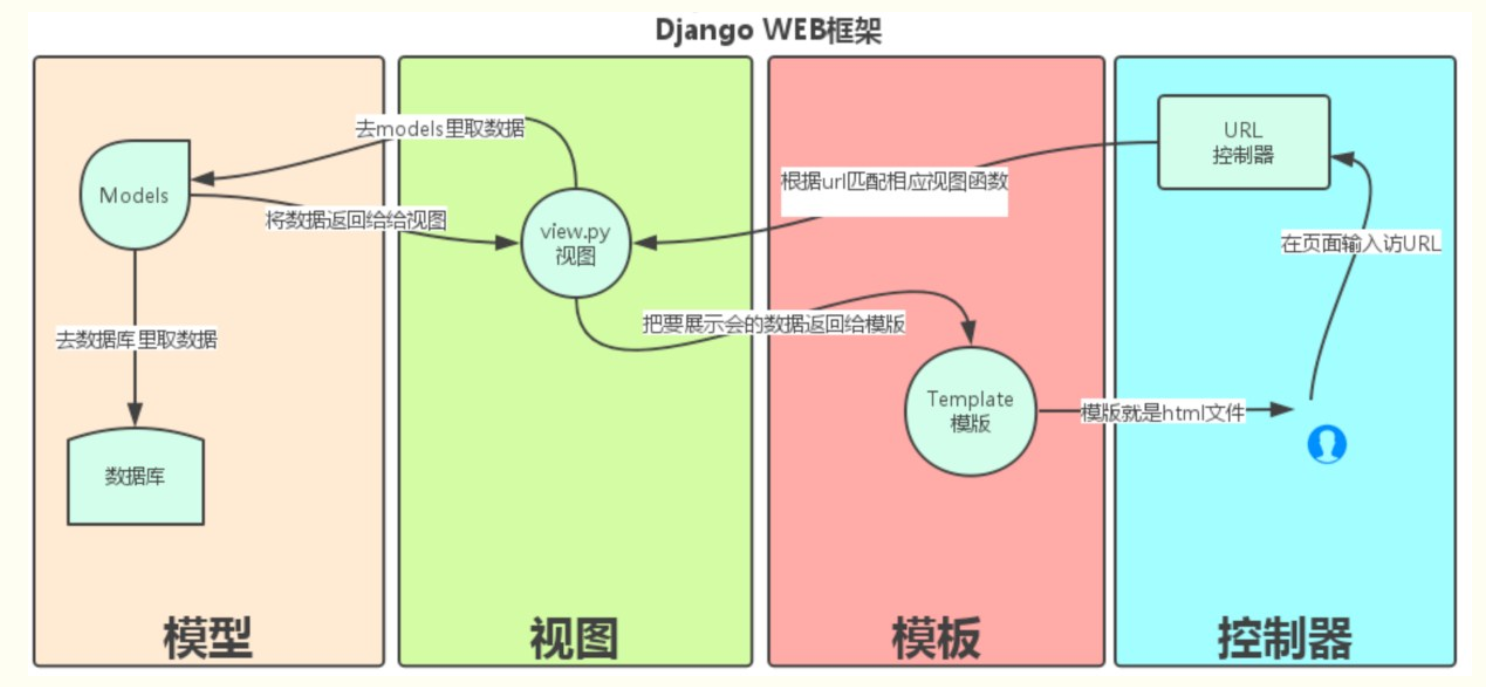 Django WEB框架
去models里取数据
Models
将数据返回给给视图
去数据库里取数据
数据库
模型
view.py
视图
把要展示会的数据返回给模版
视图
根据url匹配相应视图函数
Template
模版
模版就是html文件
模板
URL
控制器
在页面输入访URL
控制器